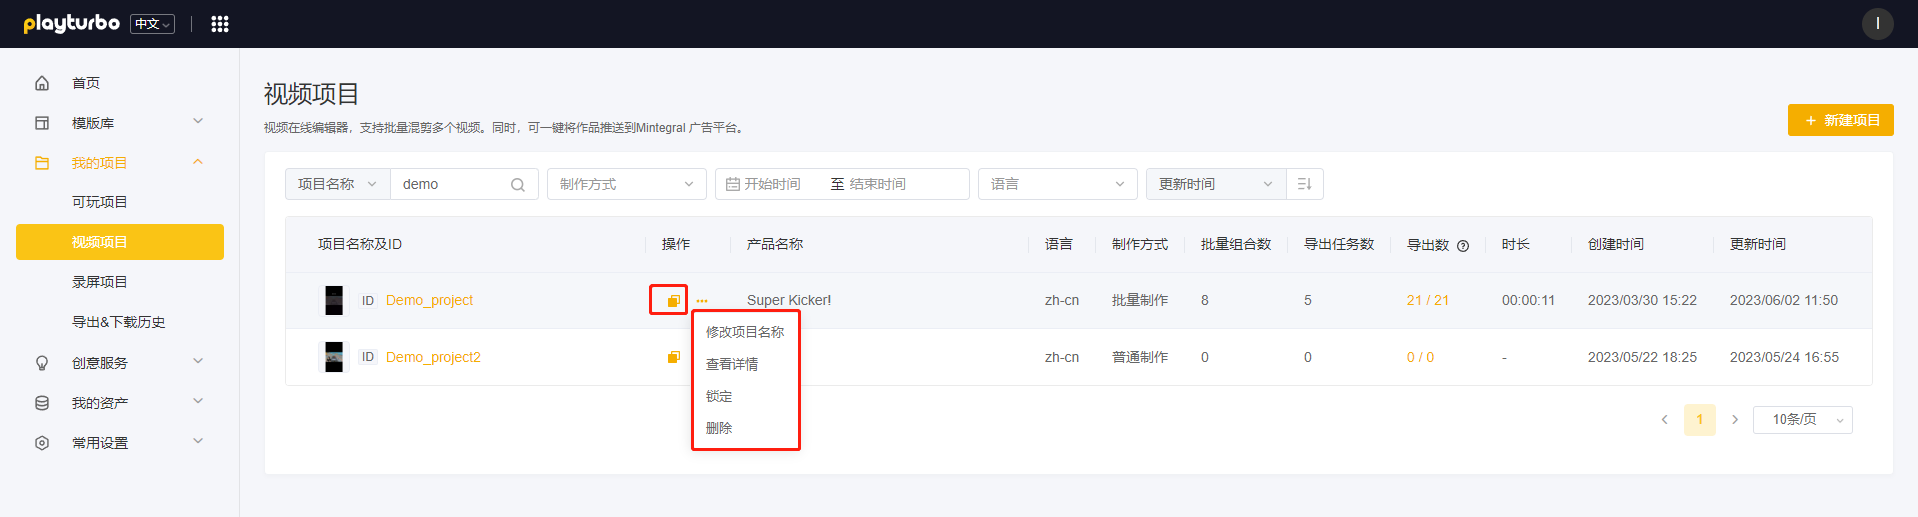 playturbo 中文
I
首页
模版库
我的项目
可玩项目
视频项目
录屏项目
导出&下载历史
创意服务
我的资产
常用设置
视频项目
视频在线编辑器，支持批量混剪多个视频。同时，可一键将作品推送到Mintegral 广告平台。
+ 新建项目
项目名称 demo 制作方式 开始时间 至 结束时间 语言 更新时间
项目名称及ID 操作 产品名称 语言 制作方式 批量组合数 导出任务数 导出数 时长 创建时间 更新时间
ID Demo_project Super Kicker! zh-cn 批量制作 8 5 21 / 21 00:00:11 2023/03/30 15:22 2023/06/02 11:50
修改项目名称
ID Demo_project2 zh-cn 普通制作 0 0 0 / 0 - 2023/05/22 18:25 2023/05/24 16:55
查看详情
锁定
删除
1 10条/页